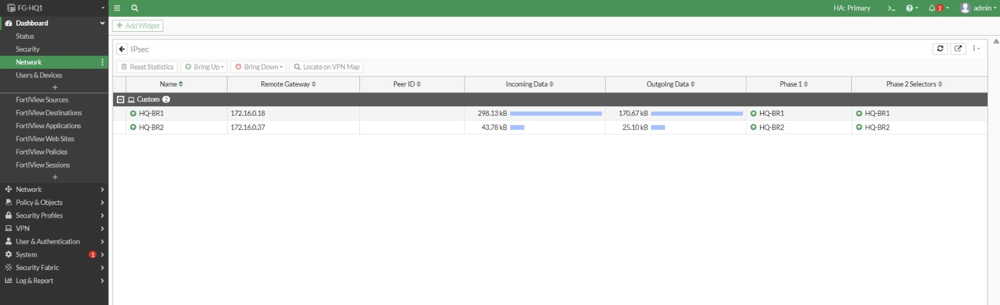 FG-HQ1
HA: Primary
>_
2
admin
Dashboard
Status
Security
Network
Users & Devices
+
FortiView Sources
FortiView Destinations
FortiView Applications
FortiView Web Sites
FortiView Policies
FortiView Sessions
+
Network
Policy & Objects
Security Profiles
VPN
User & Authentication
System 1
Security Fabric
Log & Report
+ Add Widget
IPsec
Reset Statistics Bring Up Bring Down Locate on VPN Map
Name Remote Gateway Peer ID Incoming Data Outgoing Data Phase 1 Phase 2 Selectors
Custom 2
HQ-BR1 172.16.0.18 298.13 kB 170.67 kB HQ-BR1 HQ-BR1
HQ-BR2 172.16.0.37 43.78 kB 25.10 kB HQ-BR2 HQ-BR2